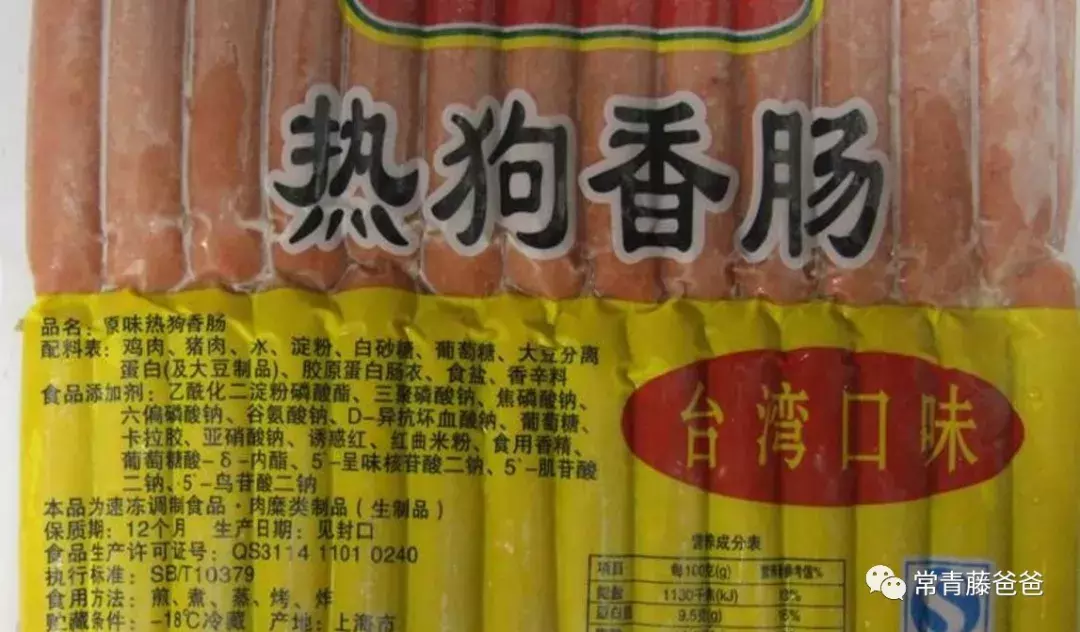 热狗香肠
品名：原味热狗香肠
配料表：鸡肉、猪肉、水、淀粉、白砂糖、葡萄糖、大豆分离
蛋白(及大豆制品)、胶原蛋白肠衣、食盐、香辛料
食品添加剂：乙酰化二淀粉磷酸酯、三聚磷酸钠、焦磷酸钠、
六偏磷酸钠、谷氨酸钠、D-异抗坏血酸钠、葡萄糖、
卡拉胶、亚硝酸钠、诱惑红、红曲米粉、食用香精、
葡萄糖酸-δ-内酯、5'-呈味核苷酸二钠、5'-肌苷酸
二钠、5'-鸟苷酸二钠
本品为速冻调制食品·肉糜类制品(生制品)
保质期：12个月 生产日期：见封口
食品生产许可证号：QS3114 1101 0240
执行标准：SB/T10379
食用方法：煎、煮、蒸、烤、炸
贮藏条件：-18℃冷藏 产地：上海市
台湾口味
营养成分表
项目 每100克(g) 营养素参考值%
1130千焦(kJ) 13%
蛋白质 9.5克(g) 16%
常青藤爸爸